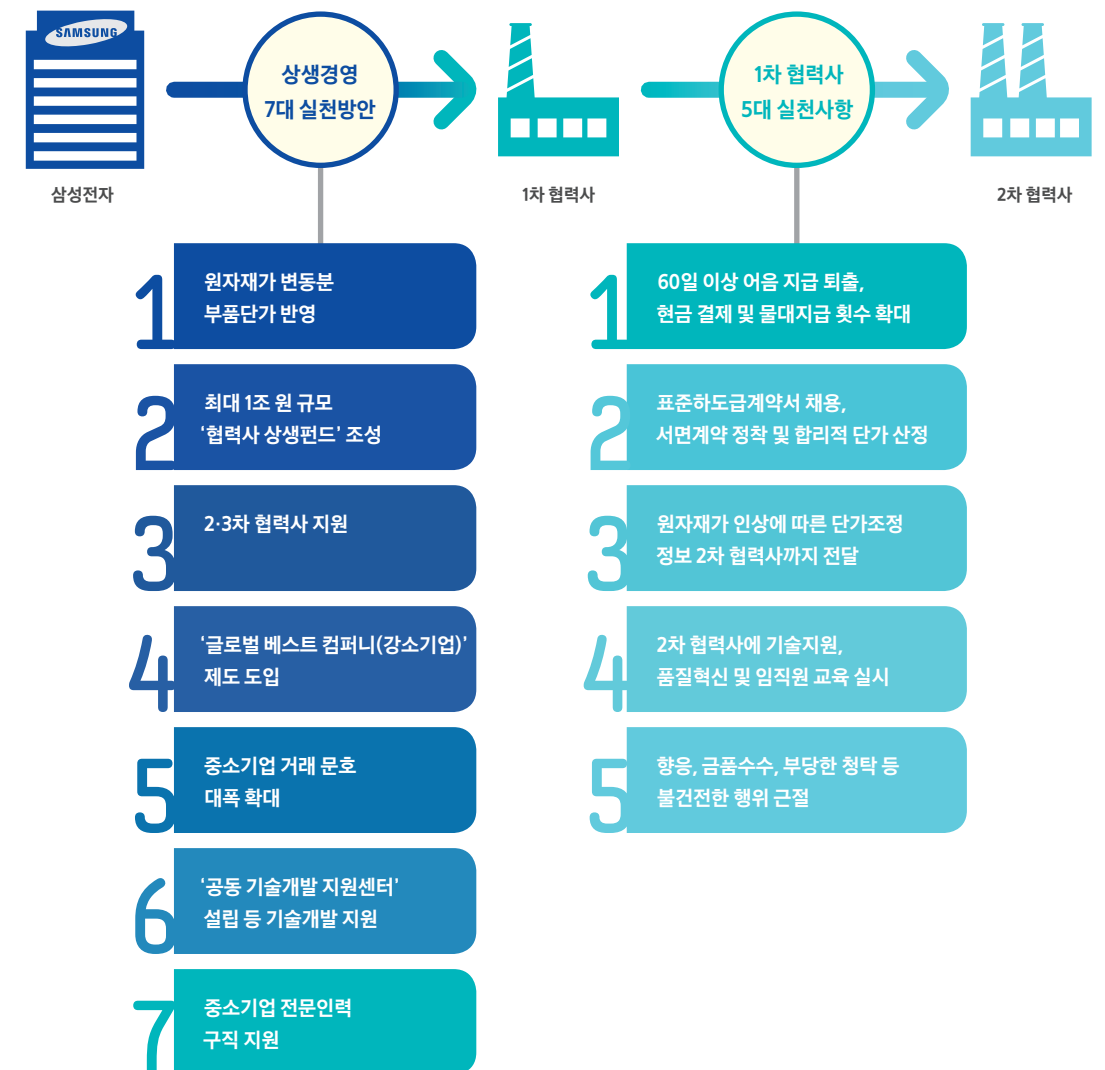 SAMSUNG
상생경영
7대 실천방안
1차 협력사
5대 실천사항
삼성전자
1차 협력사
2차 협력사
1
원자재가 변동분
부품단가 반영
2
최대 1조 원 규모
‘협력사 상생펀드’ 조성
3
2·3차 협력사 지원
4
‘글로벌 베스트 컴퍼니(강소기업)’
제도 도입
5
중소기업 거래 문호
대폭 확대
6
‘공동 기술개발 지원센터’
설립 등 기술개발 지원
7
중소기업 전문인력
구직 지원
1
60일 이상 어음 지급 퇴출,
현금 결제 및 물대지급 횟수 확대
2
표준하도급계약서 채용,
서면계약 정착 및 합리적 단가 산정
3
원자재가 인상에 따른 단가조정
정보 2차 협력사까지 전달
4
2차 협력사에 기술지원,
품질혁신 및 임직원 교육 실시
5
향응, 금품수수, 부당한 청탁 등
불건전한 행위 근절